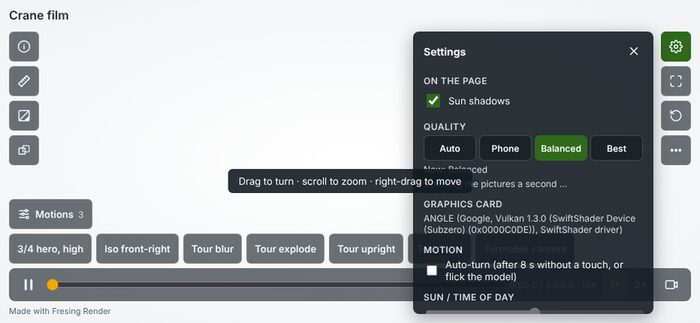 Crane film
Settings
ON THE PAGE
Sun shadows
QUALITY
Auto
Phone
Balanced
Best
Now: Balanced
pictures a second ...
Drag to turn · scroll to zoom · right-drag to move
GRAPHICS CARD
ANGLE (Google, Vulkan 1.3.0 (SwiftShader Device
(Subzero) (0x0000C0DE)), SwiftShader driver)
MOTION
Auto-turn (after 8 s without a touch, or
flick the model)
SUN / TIME OF DAY
Motions 3
3/4 hero, high
Iso front-right
Tour blur
Tour explode
Tour upright
Turntable camera
Made with Fresing Render